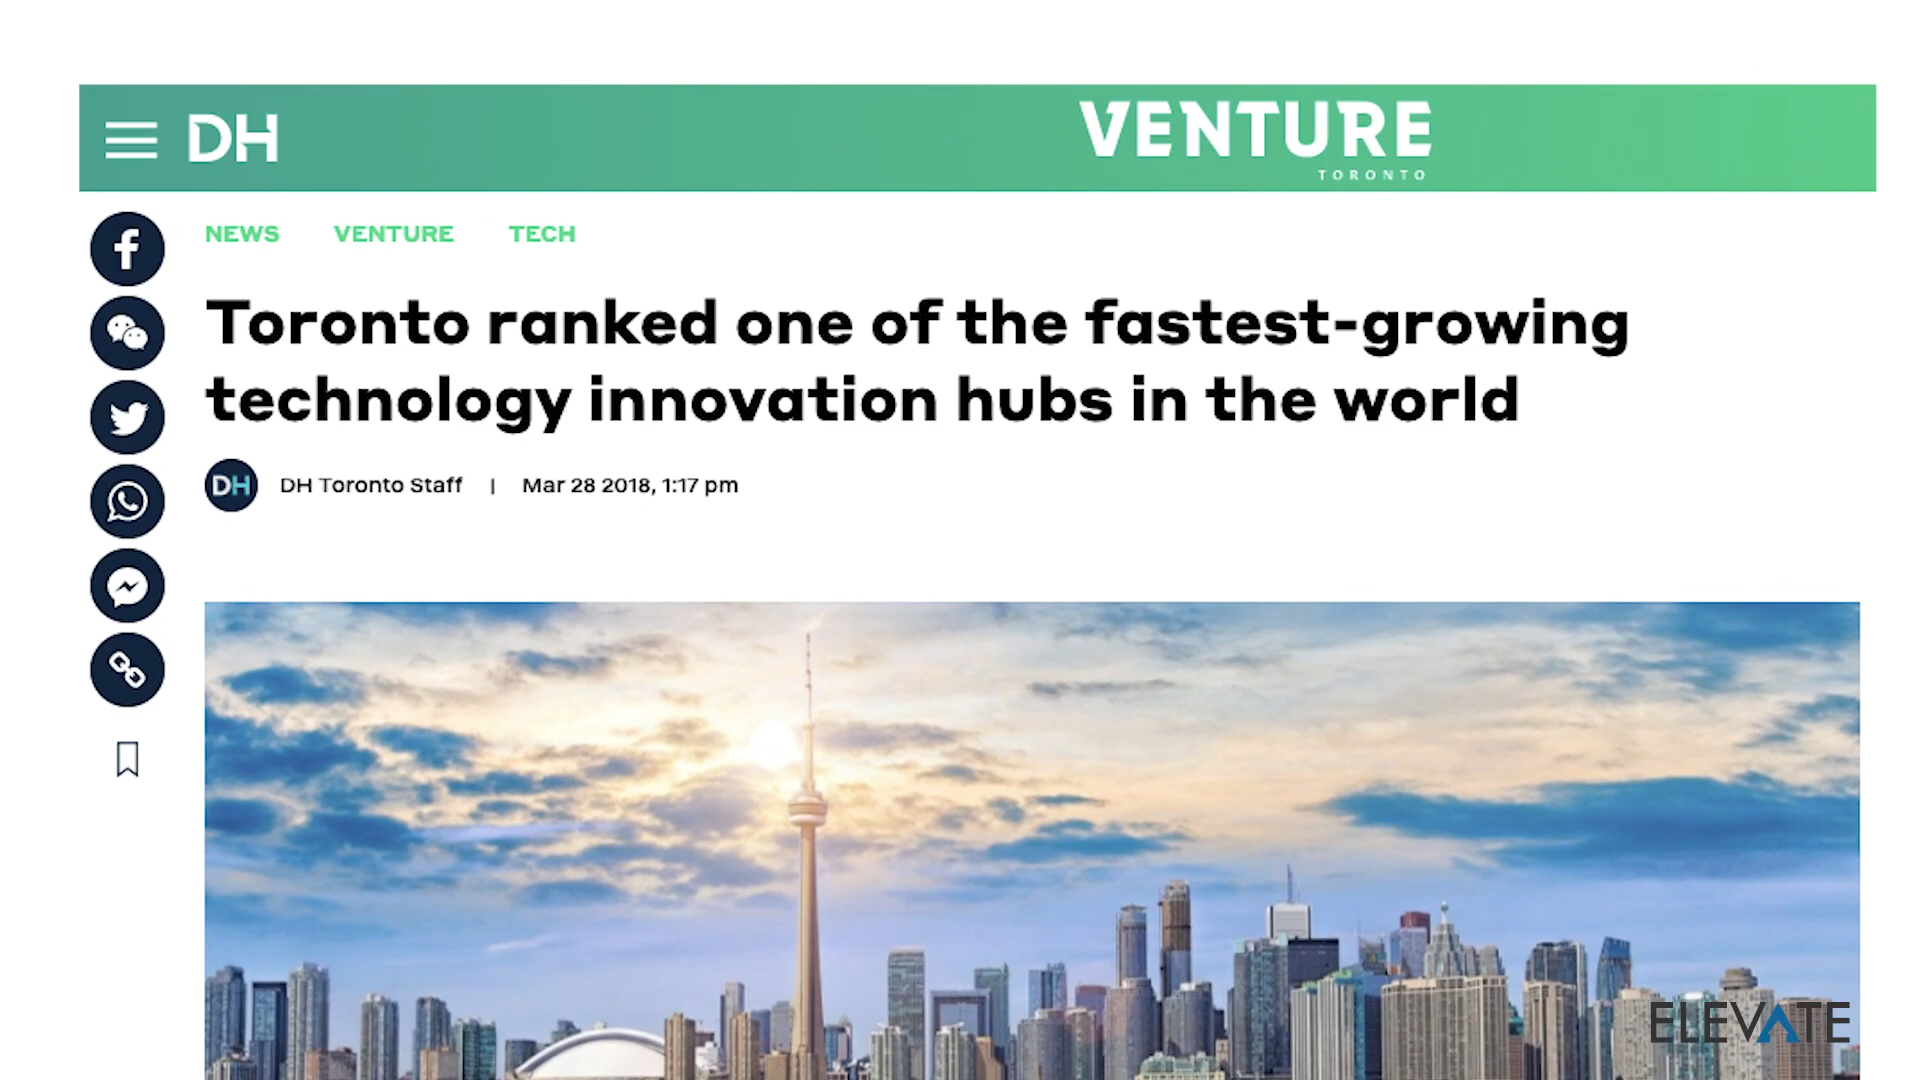 DH
VENTURE
TORONTO
NEWS VENTURE TECH
Toronto ranked one of the fastest-growing
technology innovation hubs in the world
DH DH Toronto Staff | Mar 28 2018, 1:17 pm
ELEVATE